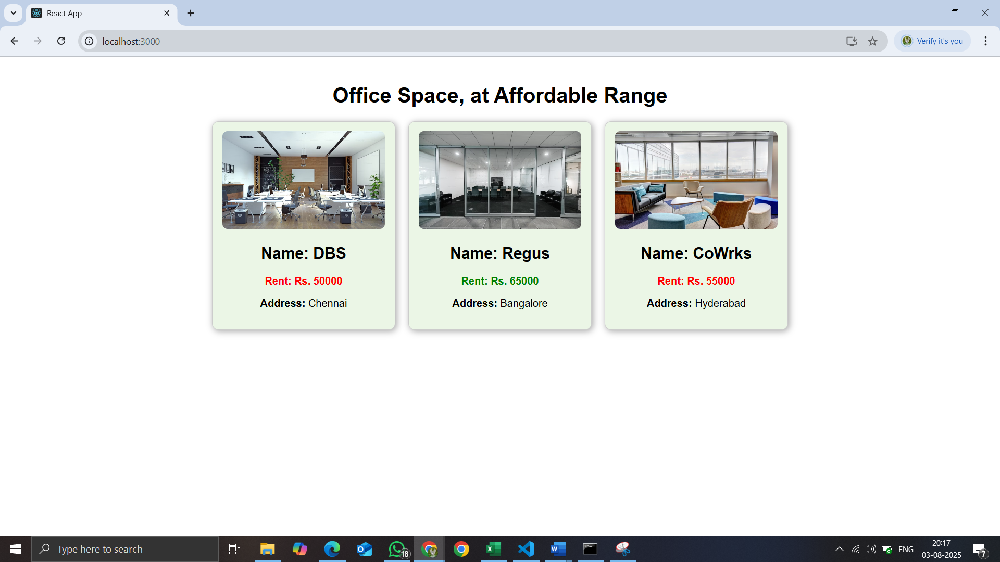 React App
localhost:3000
Verify it's you
Office Space, at Affordable Range
Name: DBS
Rent: Rs. 50000
Address: Chennai
Name: Regus
Rent: Rs. 65000
Address: Bangalore
Name: CoWrks
Rent: Rs. 55000
Address: Hyderabad
Type here to search
18
ENG
20:17
03-08-2025
7